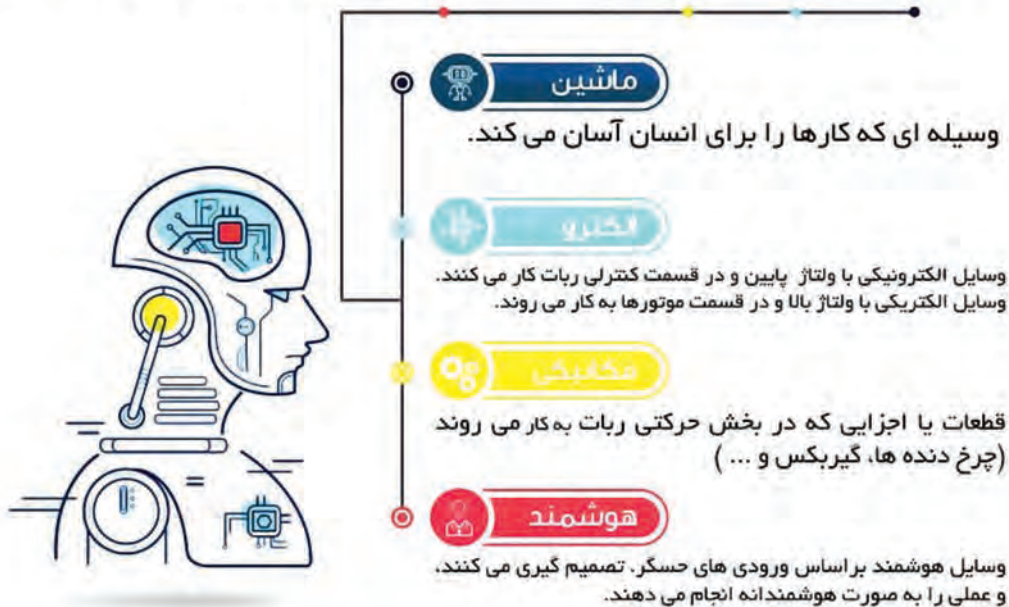 ماشین
وسیله ای که کارها را برای انسان آسان می کند.
الکترو
وسایل الکترونیکی با ولتاژ پایین و در قسمت کنترلی ربات کار می کنند.
وسایل الکتریکی با ولتاژ بالا و در قسمت موتورها به کار می روند.
مکانیکی
قطعات یا اجزایی که در بخش حرکتی ربات به کار می روند
(چرخ دنده ها، گیربکس و ... )
هوشمند
وسایل هوشمند براساس ورودی های حسگر، تصمیم گیری می کنند،
و عملی را به صورت هوشمندانه انجام می دهند.